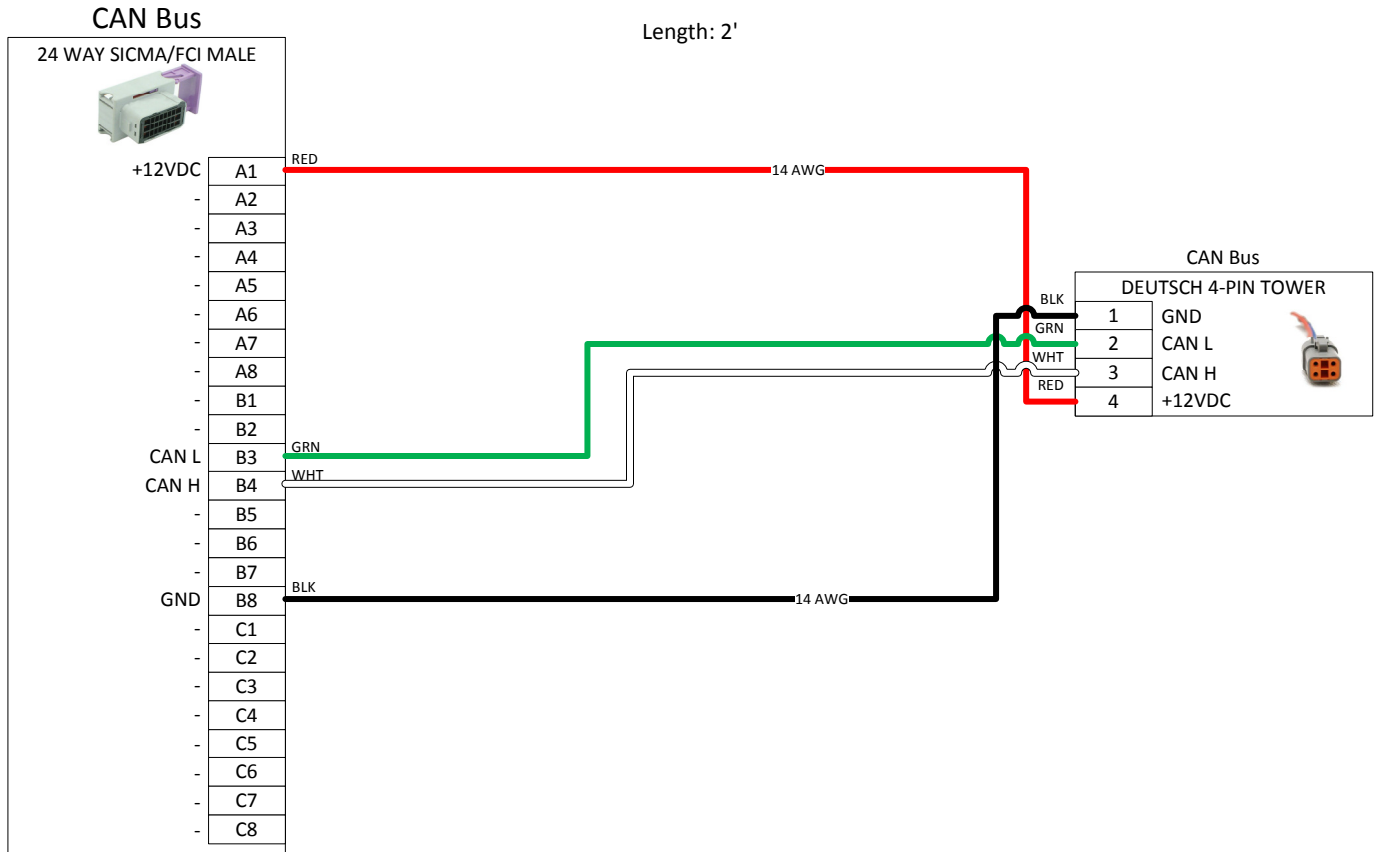 CAN Bus
Length: 2'
24 WAY SICMA/FCI MALE
+12VDC A1 RED 14 AWG
- A2
- A3
- A4
- A5
- A6
- A7
- A8
- B1
- B2
CAN L B3 GRN
CAN H B4 WHT
- B5
- B6
- B7
GND B8 BLK 14 AWG
- C1
- C2
- C3
- C4
- C5
- C6
- C7
- C8
CAN Bus
DEUTSCH 4-PIN TOWER
BLK 1 GND
GRN 2 CAN L
WHT 3 CAN H
RED 4 +12VDC